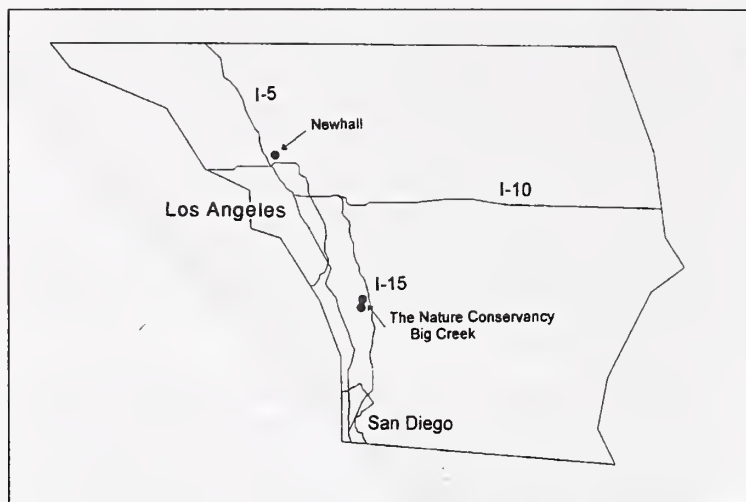 I-5
Newhall
I-10
Los Angeles
I-15
The Nature Conservancy
Big Creek
San Diego